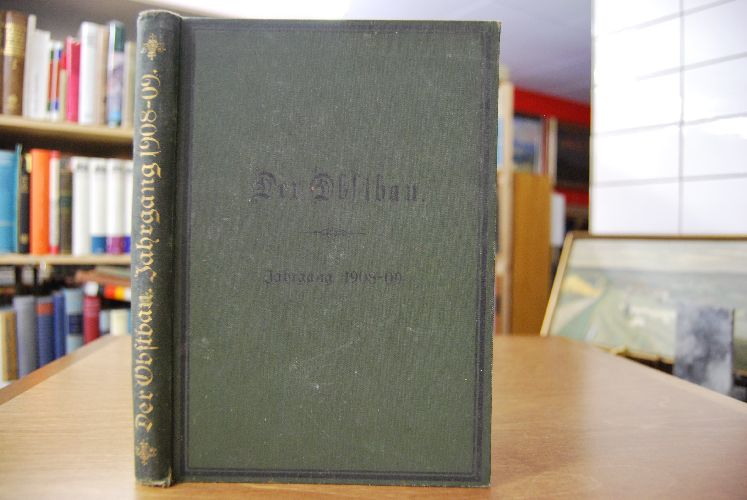 Der Obstbau. Jahrgang 1908-09.
Der Obstbau.
Jahrgang 1908-09